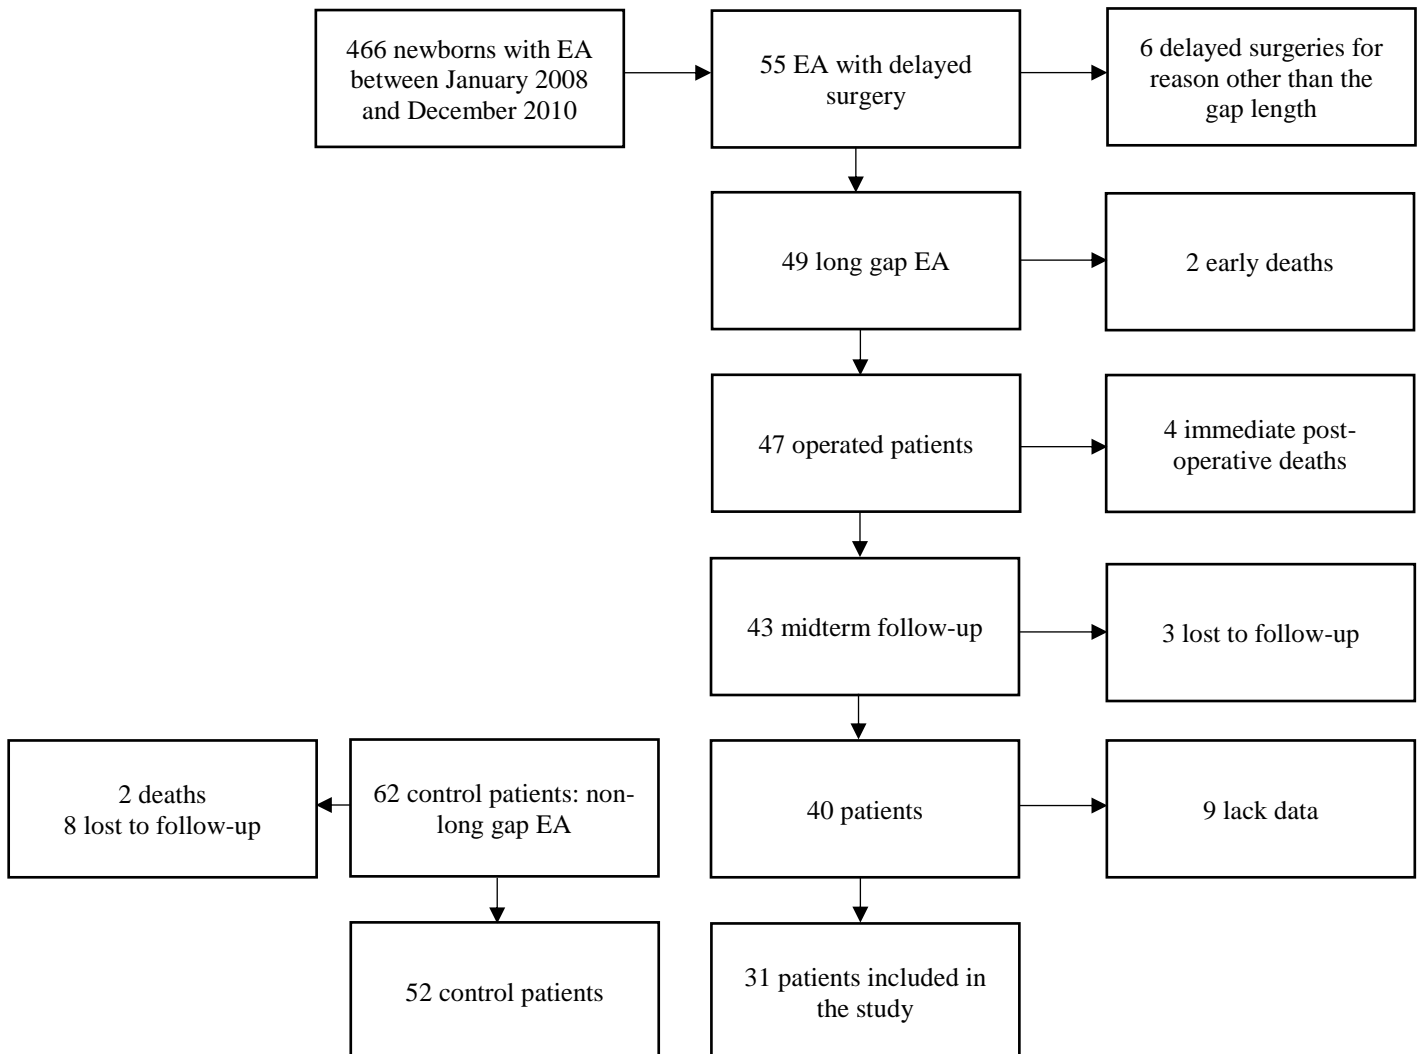 466 newborns with EA
between January 2008
and December 2010
55 EA with delayed
surgery
6 delayed surgeries for
reason other than the
gap length
49 long gap EA
2 early deaths
47 operated patients
4 immediate post-
operative deaths
43 midterm follow-up
3 lost to follow-up
2 deaths
8 lost to follow-up
62 control patients: non-
long gap EA
40 patients
9 lack data
52 control patients
31 patients included in
the study